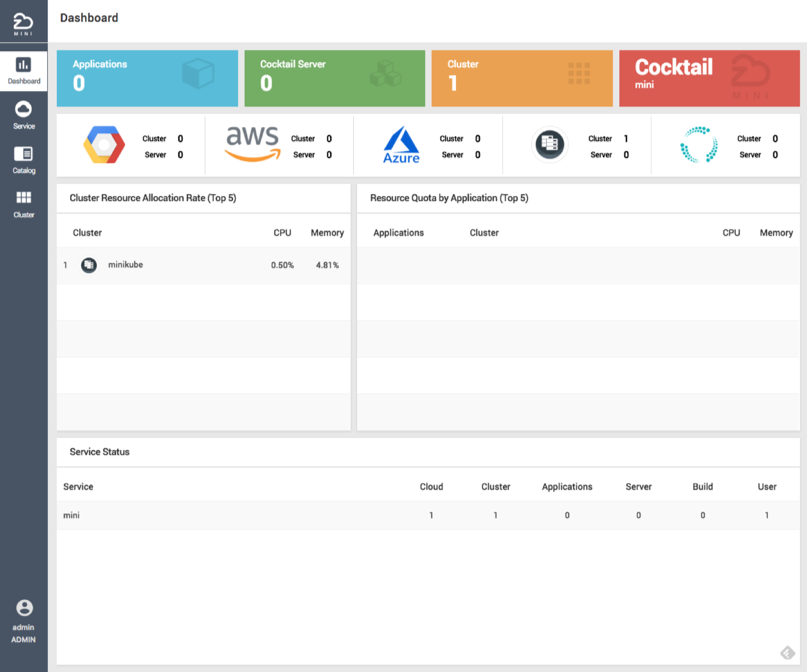 MINI
Dashboard
Dashboard
Service
Catalog
Cluster
admin
ADMIN
Applications
0
Cocktail Server
0
Cluster
1
Cocktail
mini
MINI
Cluster 0
Server 0
aws
Cluster 0
Server 0
Azure
Cluster 0
Server 0
Cluster 1
Server 0
Cluster 0
Server 0
Cluster Resource Allocation Rate (Top 5)
Cluster CPU Memory
1 minikube 0.50% 4.81%
Resource Quota by Application (Top 5)
Applications Cluster CPU Memory
Service Status
Service Cloud Cluster Applications Server Build User
mini 1 1 0 0 0 1